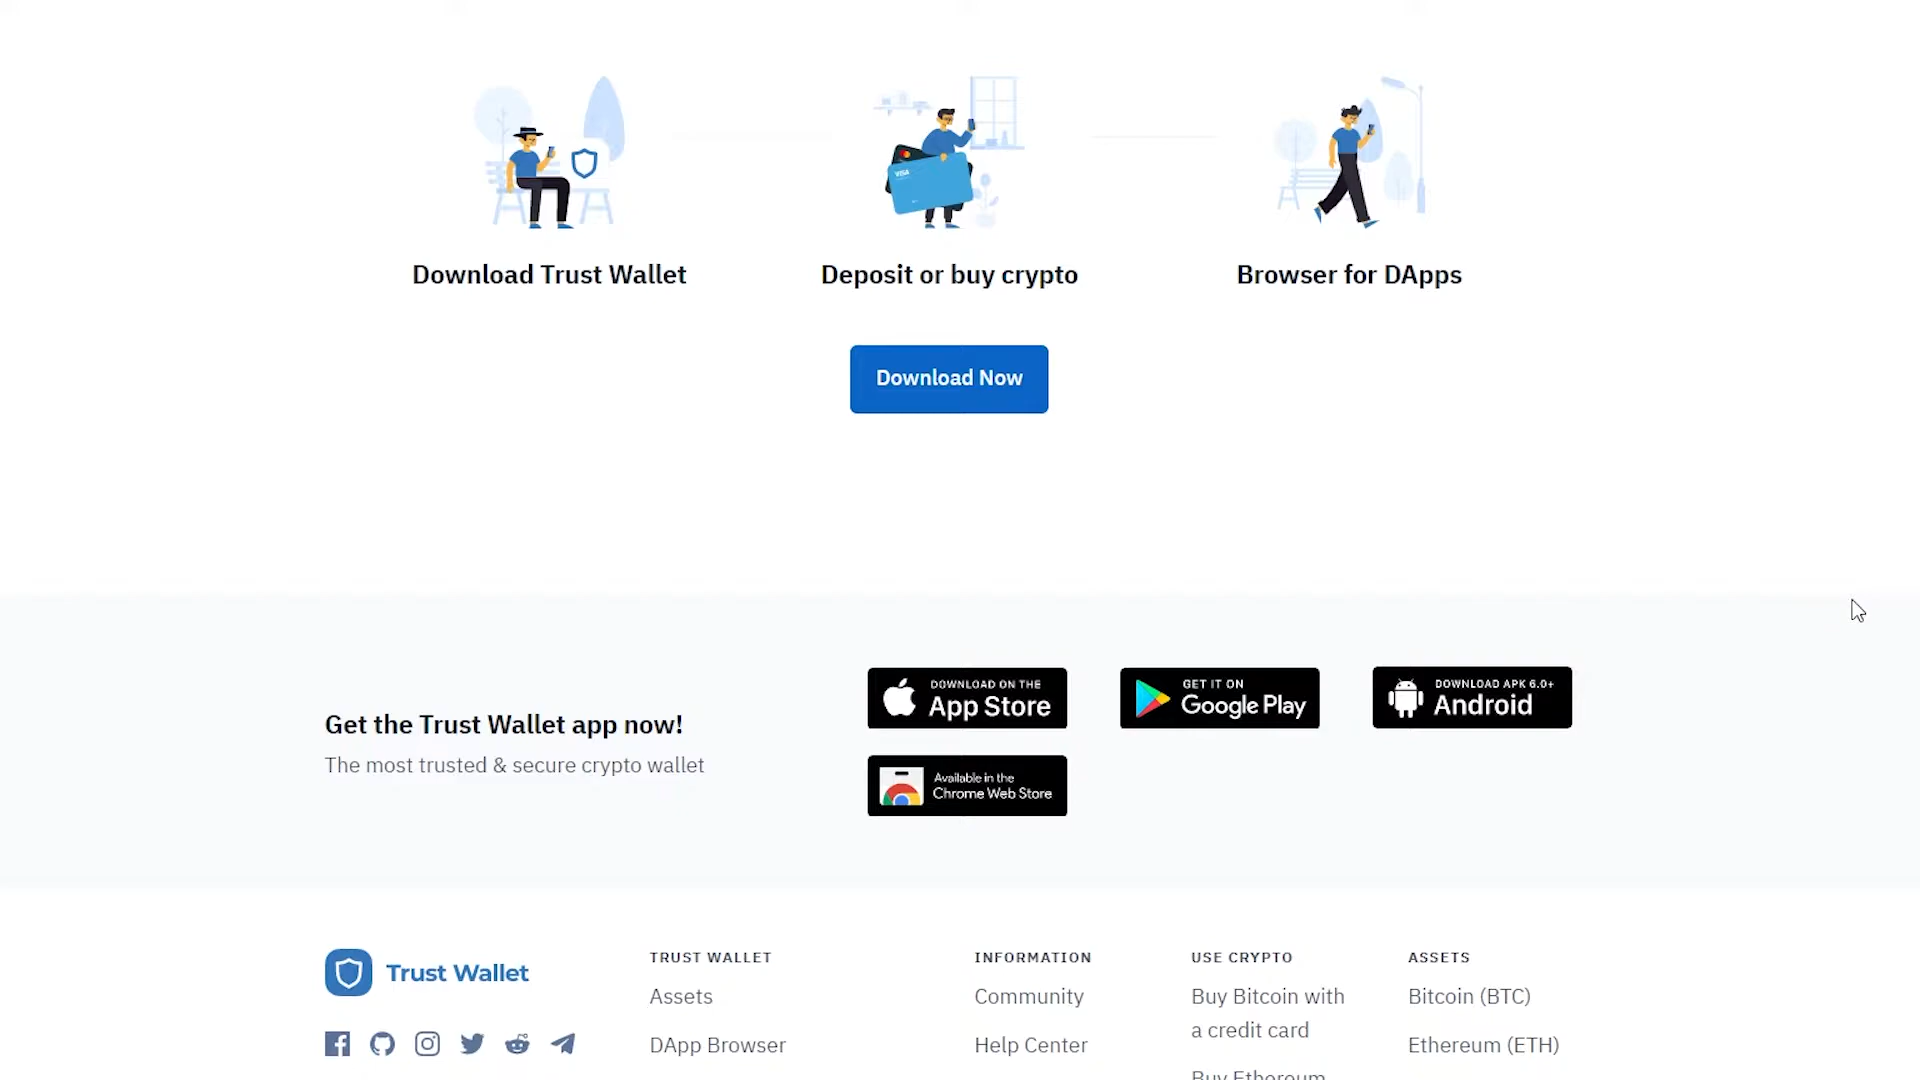 VISA
Download Trust Wallet
Deposit or buy crypto
Browser for DApps
Download Now
Get the Trust Wallet app now!
The most trusted & secure crypto wallet
DOWNLOAD ON THE
App Store
GET IT ON
Google Play
DOWNLOAD APK 6.0+
Android
Available in the
Chrome Web Store
Trust Wallet
TRUST WALLET
Assets
DApp Browser
INFORMATION
Community
Help Center
USE CRYPTO
Buy Bitcoin with
a credit card
Buy Ethereum
ASSETS
Bitcoin (BTC)
Ethereum (ETH)